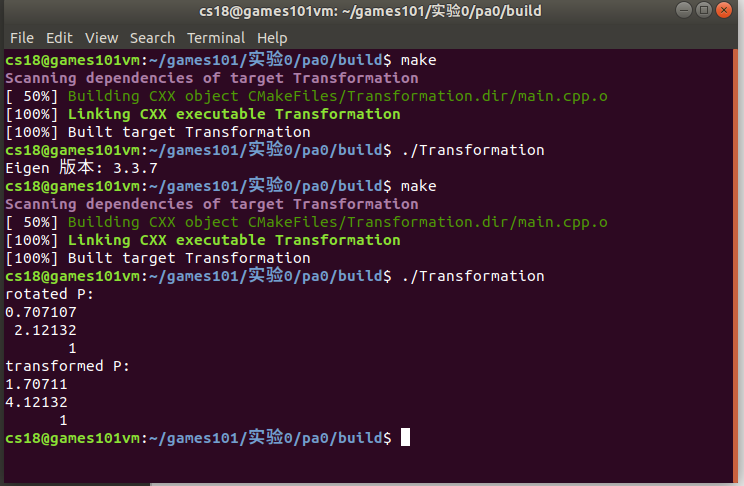 cs18@games101vm: ~/games101/实验0/pa0/build
File Edit View Search Terminal Help
cs18@games101vm:~/games101/实验0/pa0/build$ make
Scanning dependencies of target Transformation
[ 50%] Building CXX object CMakeFiles/Transformation.dir/main.cpp.o
[100%] Linking CXX executable Transformation
[100%] Built target Transformation
cs18@games101vm:~/games101/实验0/pa0/build$ ./Transformation
Eigen 版本: 3.3.7
cs18@games101vm:~/games101/实验0/pa0/build$ make
Scanning dependencies of target Transformation
[ 50%] Building CXX object CMakeFiles/Transformation.dir/main.cpp.o
[100%] Linking CXX executable Transformation
[100%] Built target Transformation
cs18@games101vm:~/games101/实验0/pa0/build$ ./Transformation
rotated P:
0.707107
 2.12132
       1
transformed P:
1.70711
4.12132
      1
cs18@games101vm:~/games101/实验0/pa0/build$